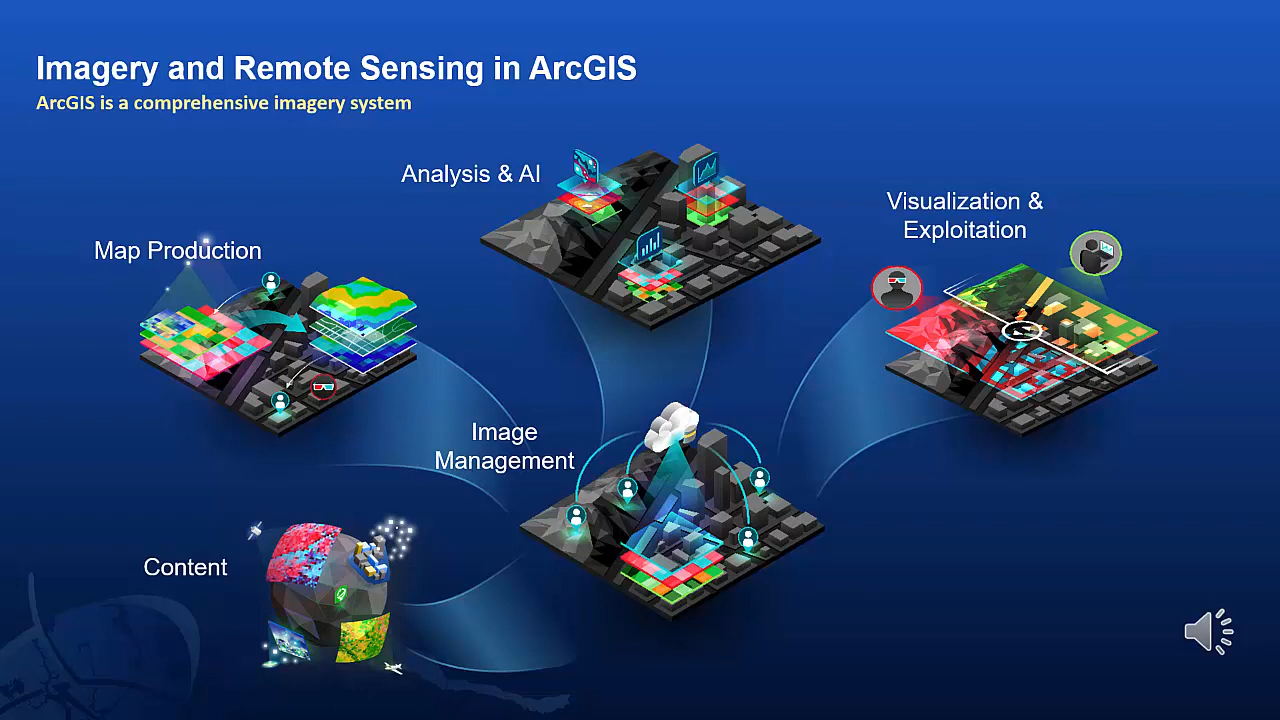 Imagery and Remote Sensing in ArcGIS
ArcGIS is a comprehensive imagery system
Analysis & AI
Visualization &
Exploitation
Map Production
Image
Management
Content